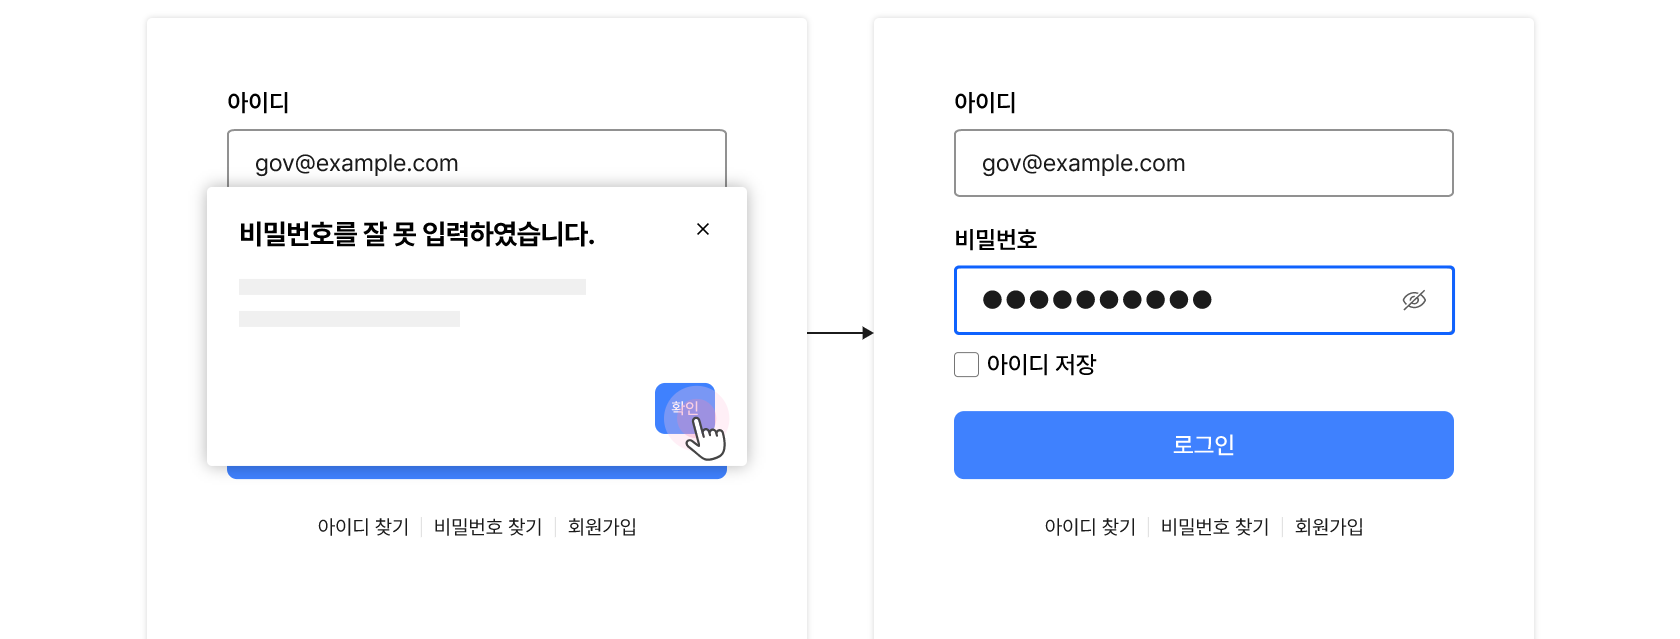 아이디
gov@example.com
비밀번호를 잘 못 입력하였습니다.
확인
아이디 찾기
비밀번호 찾기
회원가입
아이디
gov@example.com
비밀번호
아이디 저장
로그인
아이디 찾기
비밀번호 찾기
회원가입